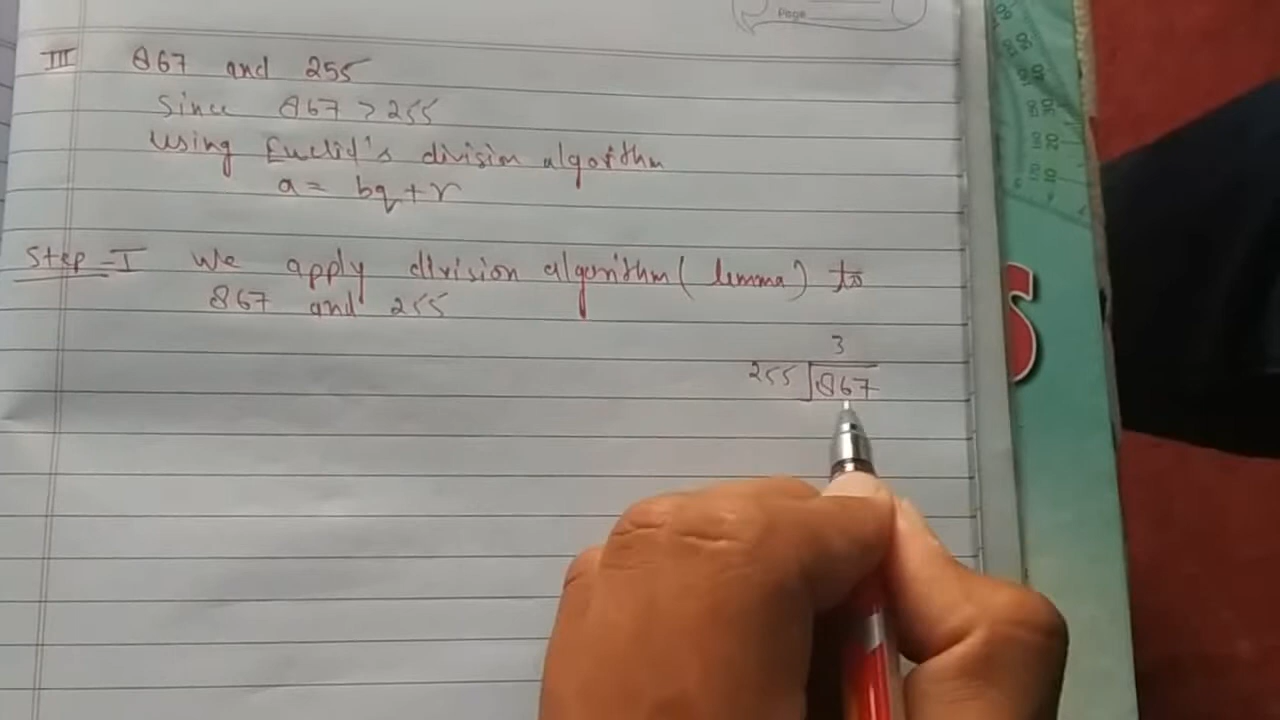 Page
III 867 and 255
Since 867 > 255
Using Euclid's division algorithm
a = bq + r
Step - I We apply division algorithm (lemma) to
867 and 255
3
255 867